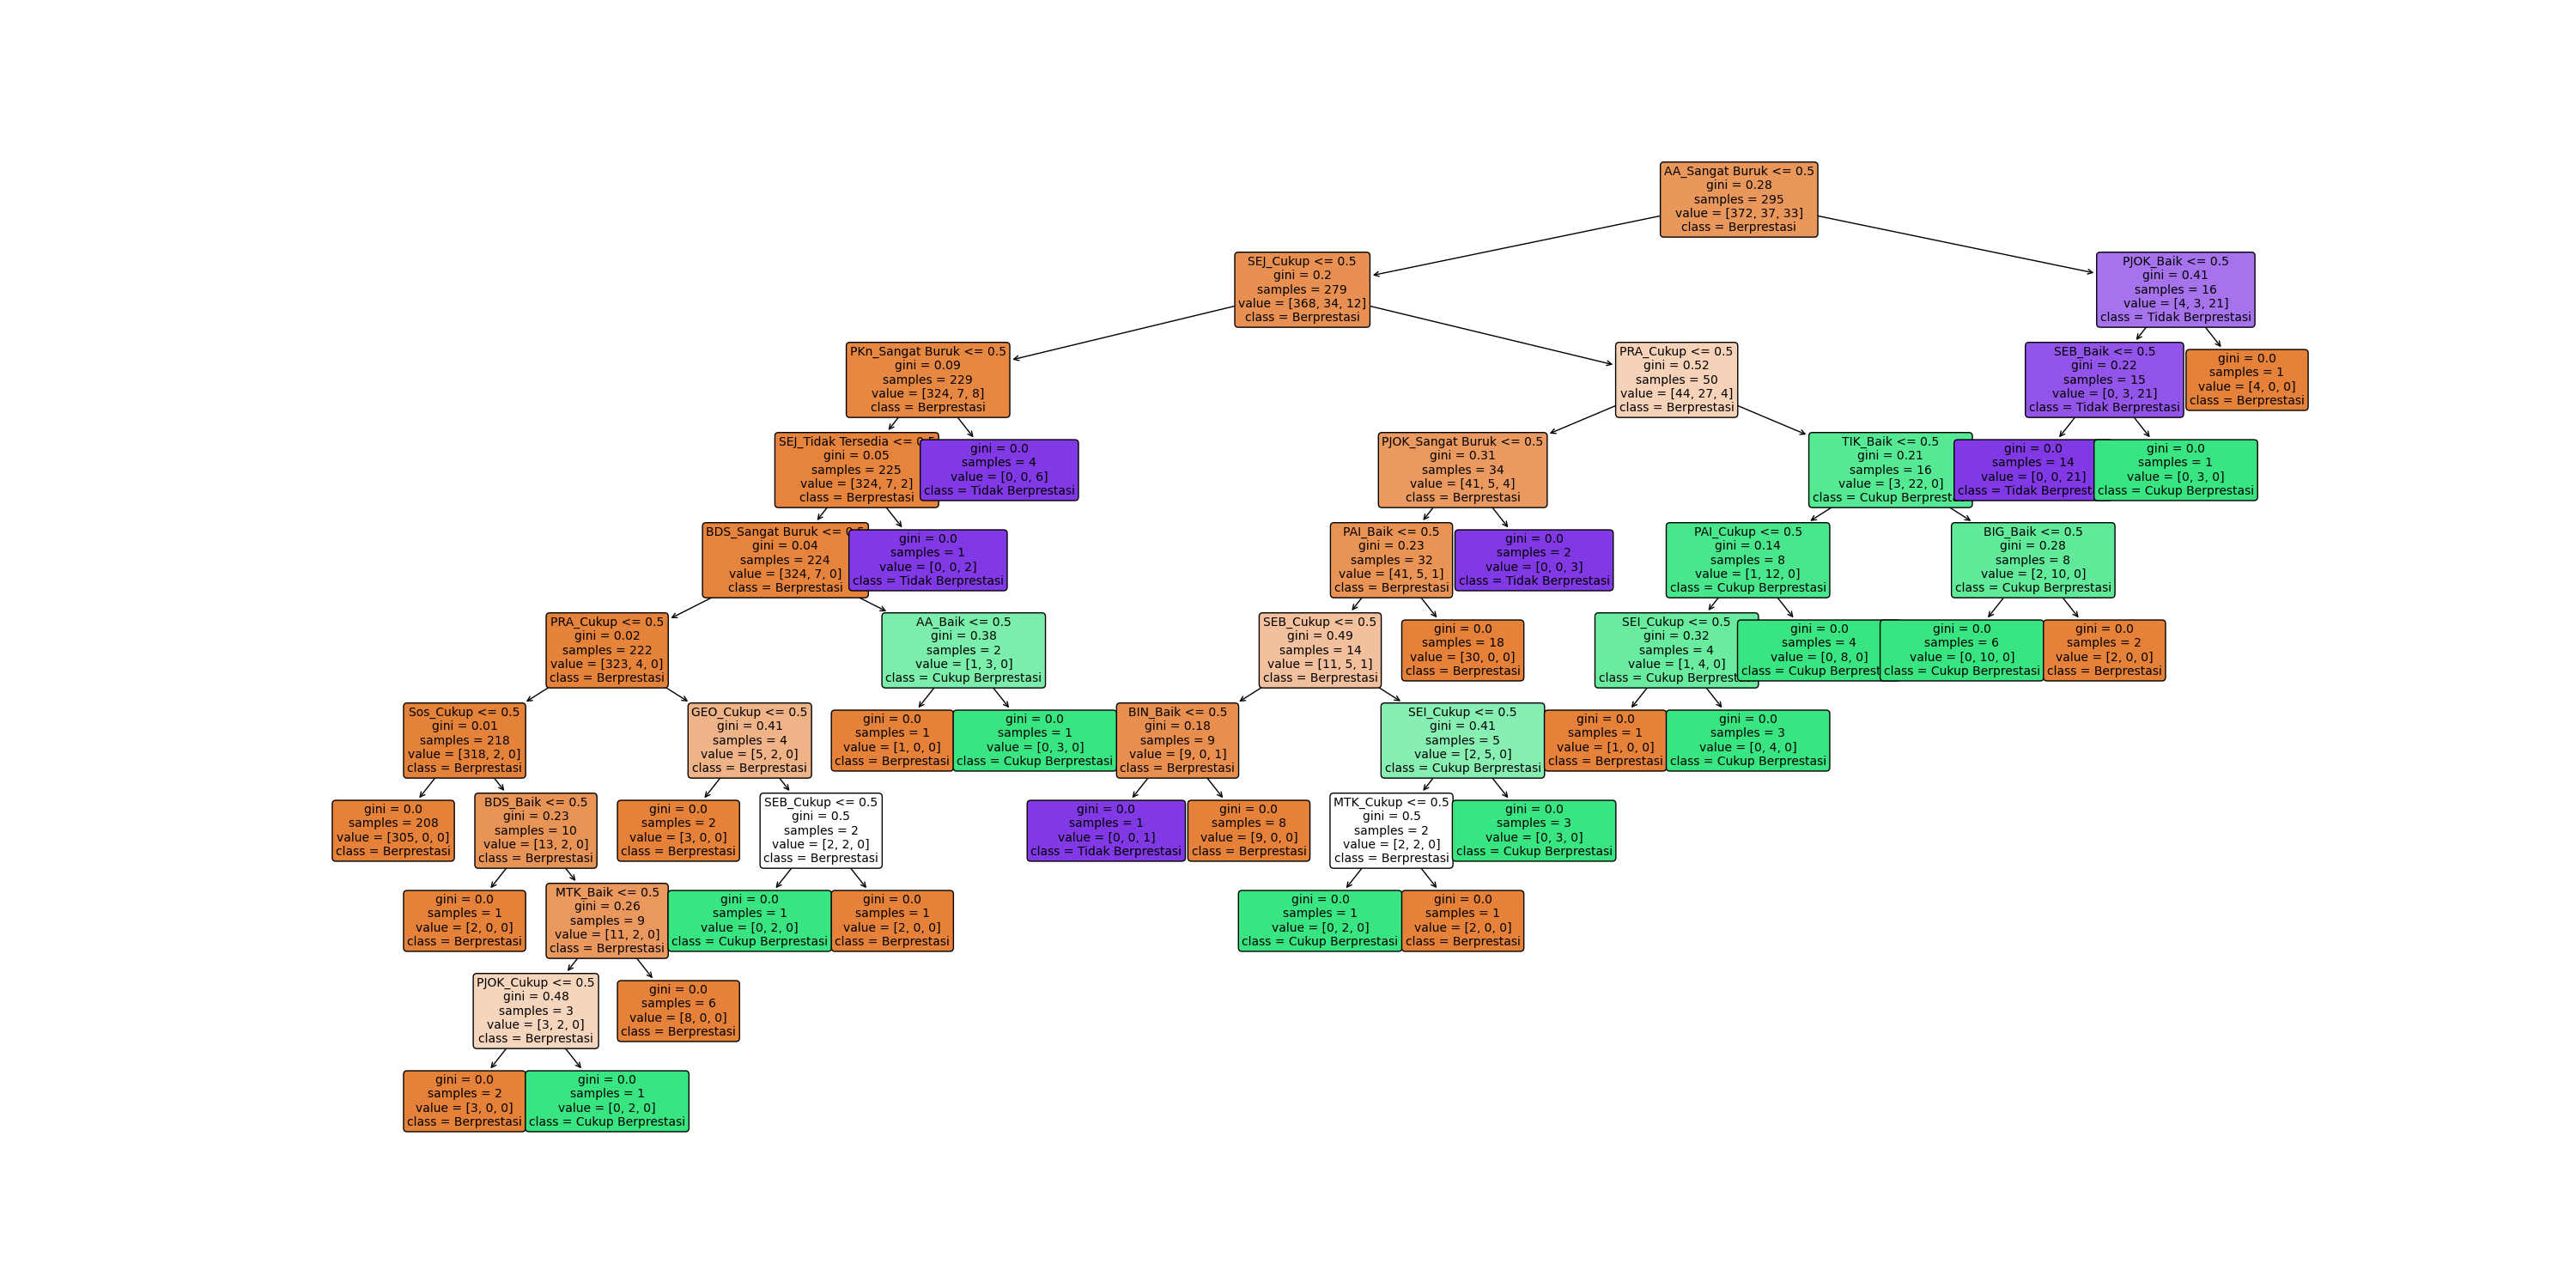 AA_Sangat Buruk <= 0.5
gini = 0.28
samples = 295
value = [372, 37, 33]
class = Berprestasi
SEJ_Cukup <= 0.5
gini = 0.2
samples = 279
value = [368, 34, 12]
class = Berprestasi
PJOK_Baik <= 0.5
gini = 0.41
samples = 16
value = [4, 3, 21]
class = Tidak Berprestasi
PKn_Sangat Buruk <= 0.5
gini = 0.09
samples = 229
value = [324, 7, 8]
class = Berprestasi
PRA_Cukup <= 0.5
gini = 0.52
samples = 50
value = [44, 27, 4]
class = Berprestasi
SEB_Baik <= 0.5
gini = 0.22
samples = 15
value = [0, 3, 21]
class = Tidak Berprestasi
gini = 0.0
samples = 1
value = [4, 0, 0]
class = Berprestasi
SEJ_Tidak Tersedia <= 0.5
gini = 0.05
samples = 225
value = [324, 7, 2]
class = Berprestasi
gini = 0.0
samples = 4
value = [0, 0, 6]
class = Tidak Berprestasi
PJOK_Sangat Buruk <= 0.5
gini = 0.31
samples = 34
value = [41, 5, 4]
class = Berprestasi
TIK_Baik <= 0.5
gini = 0.21
samples = 16
value = [3, 22, 0]
class = Cukup Berpresta
gini = 0.0
samples = 14
value = [0, 0, 21]
class = Tidak Berprest
gini = 0.0
samples = 1
value = [0, 3, 0]
class = Cukup Berprestasi
BDS_Sangat Buruk <= 0.5
gini = 0.04
samples = 224
value = [324, 7, 0]
class = Berprestasi
gini = 0.0
samples = 1
value = [0, 0, 2]
class = Tidak Berprestasi
PAI_Baik <= 0.5
gini = 0.23
samples = 32
value = [41, 5, 1]
class = Berprestasi
gini = 0.0
samples = 2
value = [0, 0, 3]
class = Tidak Berprestasi
PAI_Cukup <= 0.5
gini = 0.14
samples = 8
value = [1, 12, 0]
class = Cukup Berprestasi
BIG_Baik <= 0.5
gini = 0.28
samples = 8
value = [2, 10, 0]
class = Cukup Berprestasi
PRA_Cukup <= 0.5
gini = 0.02
samples = 222
value = [323, 4, 0]
class = Berprestasi
AA_Baik <= 0.5
gini = 0.38
samples = 2
value = [1, 3, 0]
class = Cukup Berprestasi
SEB_Cukup <= 0.5
gini = 0.49
samples = 14
value = [11, 5, 1]
class = Berprestasi
gini = 0.0
samples = 18
value = [30, 0, 0]
class = Berprestasi
SEI_Cukup <= 0.5
gini = 0.32
samples = 4
value = [1, 4, 0]
class = Cukup Berprest
gini = 0.0
samples = 4
value = [0, 8, 0]
class = Cukup Berprest
gini = 0.0
samples = 6
value = [0, 10, 0]
class = Cukup Berprestasi
gini = 0.0
samples = 2
value = [2, 0, 0]
class = Berprestasi
Sos_Cukup <= 0.5
gini = 0.01
samples = 218
value = [318, 2, 0]
class = Berprestasi
GEO_Cukup <= 0.5
gini = 0.41
samples = 4
value = [5, 2, 0]
class = Berprestasi
gini = 0.0
samples = 1
value = [1, 0, 0]
class = Berprestasi
gini = 0.0
samples = 1
value = [0, 3, 0]
class = Cukup Berprestasi
BIN_Baik <= 0.5
gini = 0.18
samples = 9
value = [9, 0, 1]
class = Berprestasi
SEI_Cukup <= 0.5
gini = 0.41
samples = 5
value = [2, 5, 0]
class = Cukup Berprestasi
gini = 0.0
samples = 1
value = [1, 0, 0]
class = Berprestasi
gini = 0.0
samples = 3
value = [0, 4, 0]
class = Cukup Berprestasi
gini = 0.0
samples = 208
value = [305, 0, 0]
class = Berprestasi
BDS_Baik <= 0.5
gini = 0.23
samples = 10
value = [13, 2, 0]
class = Berprestasi
gini = 0.0
samples = 2
value = [3, 0, 0]
class = Berprestasi
SEB_Cukup <= 0.5
gini = 0.5
samples = 2
value = [2, 2, 0]
class = Berprestasi
gini = 0.0
samples = 1
value = [0, 0, 1]
class = Tidak Berprestasi
gini = 0.0
samples = 8
value = [9, 0, 0]
class = Berprestasi
MTK_Cukup <= 0.5
gini = 0.5
samples = 2
value = [2, 2, 0]
class = Berprestasi
gini = 0.0
samples = 3
value = [0, 3, 0]
class = Cukup Berprestasi
gini = 0.0
samples = 1
value = [2, 0, 0]
class = Berprestasi
MTK_Baik <= 0.5
gini = 0.26
samples = 9
value = [11, 2, 0]
class = Berprestasi
gini = 0.0
samples = 1
value = [0, 2, 0]
class = Cukup Berprestasi
gini = 0.0
samples = 1
value = [2, 0, 0]
class = Berprestasi
gini = 0.0
samples = 1
value = [0, 2, 0]
class = Cukup Berprestasi
gini = 0.0
samples = 1
value = [2, 0, 0]
class = Berprestasi
PJOK_Cukup <= 0.5
gini = 0.48
samples = 3
value = [3, 2, 0]
class = Berprestasi
gini = 0.0
samples = 6
value = [8, 0, 0]
class = Berprestasi
gini = 0.0
samples = 2
value = [3, 0, 0]
class = Berprestasi
gini = 0.0
samples = 1
value = [0, 2, 0]
class = Cukup Berprestasi